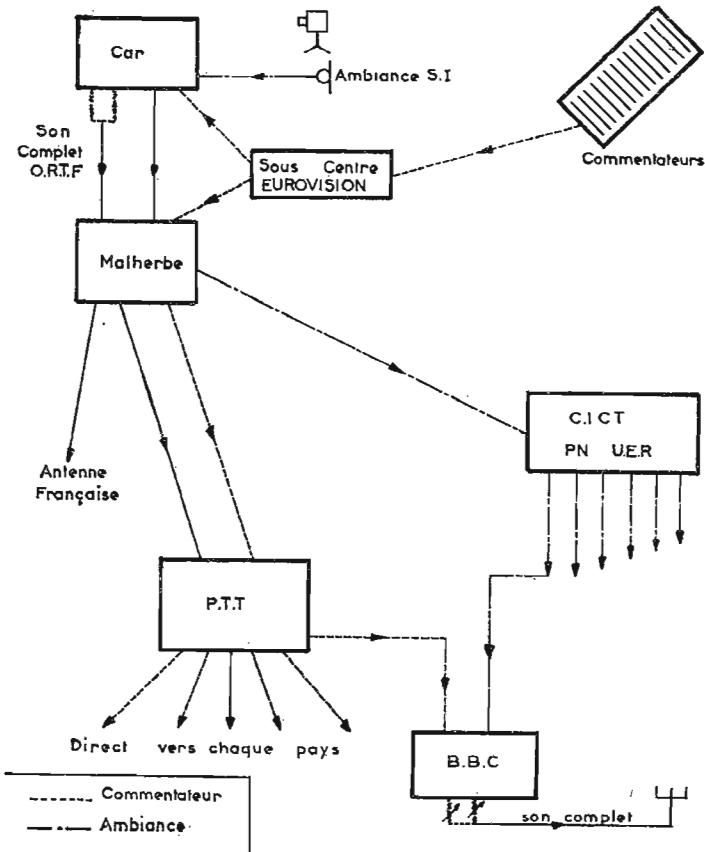 Car
Ambiance S.I
Son
Complet
O.R.T.F
Sous Centre
EUROVISION
Commentateurs
Malherbe
C.I CT
PN U.E.R
Antenne
Française
P.T.T
Direct vers chaque pays
B.B.C
son complet
Commentateur
Ambiance